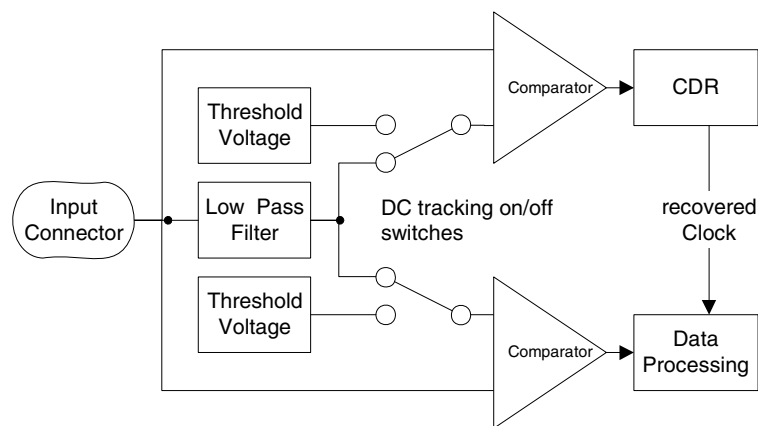 Comparator
CDR
Threshold
Voltage
Input
Connector
Low Pass
Filter
DC tracking on/off
switches
recovered
Clock
Threshold
Voltage
Comparator
Data
Processing